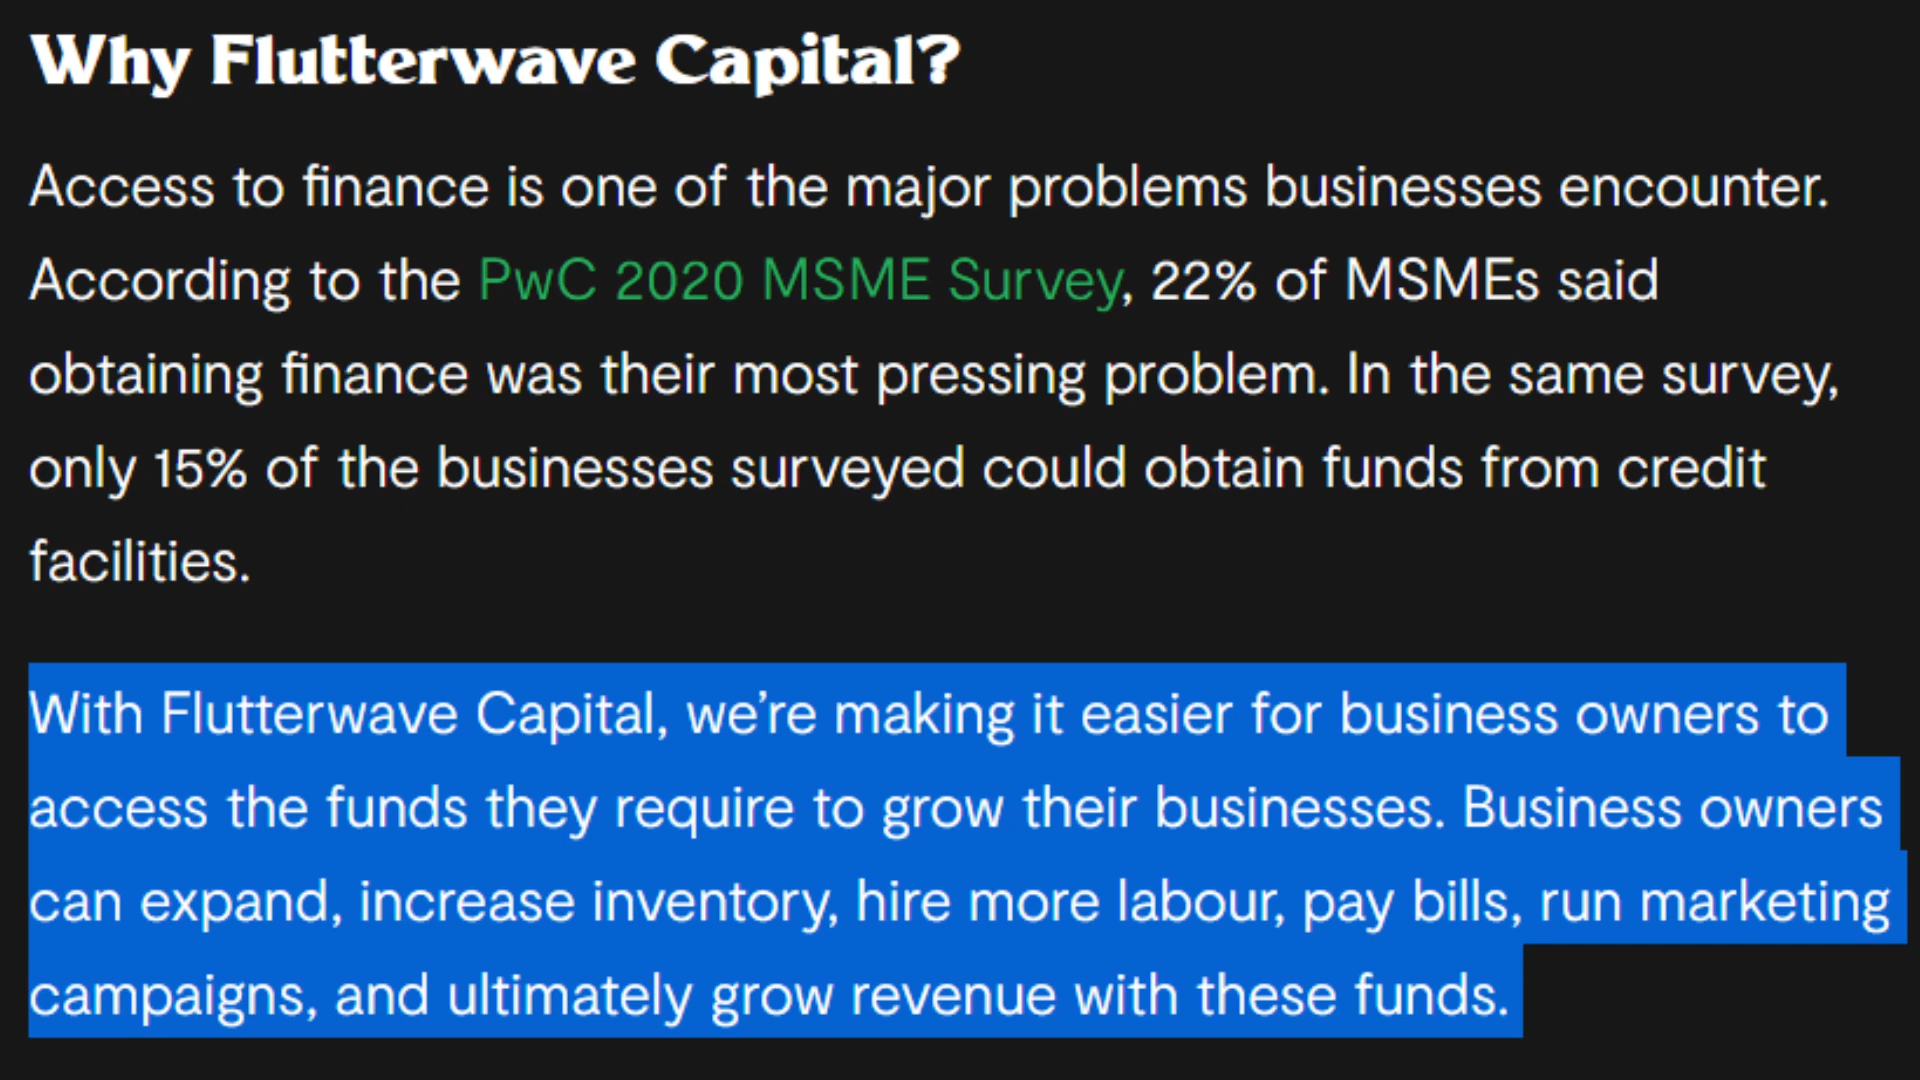 Why Flutterwave Capital?
Access to finance is one of the major problems businesses encounter.
According to the PwC 2020 MSME Survey, 22% of MSMEs said
obtaining finance was their most pressing problem. In the same survey,
only 15% of the businesses surveyed could obtain funds from credit
facilities.
With Flutterwave Capital, we’re making it easier for business owners to
access the funds they require to grow their businesses. Business owners
can expand, increase inventory, hire more labour, pay bills, run marketing
campaigns, and ultimately grow revenue with these funds.